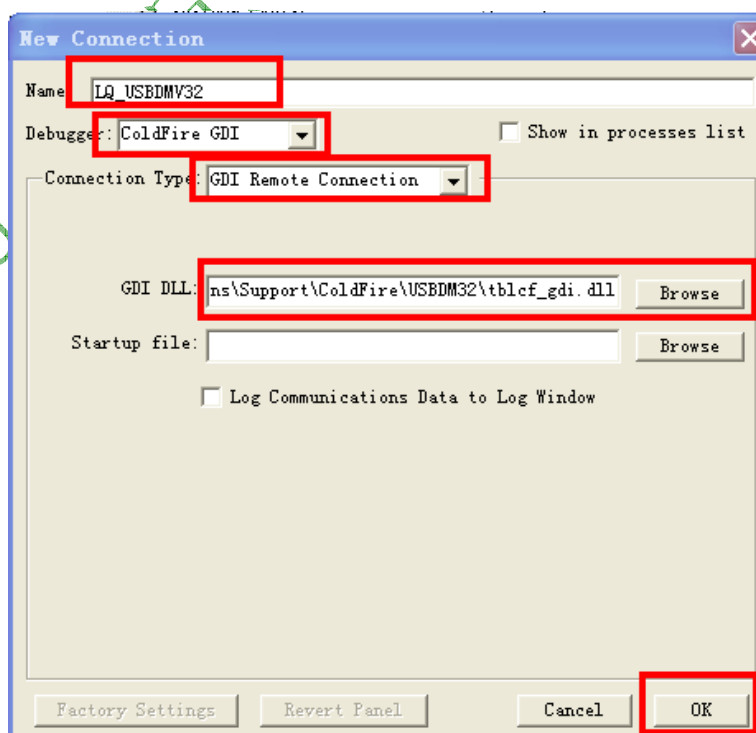 New Connection
Name
LQ_USBDMV32
Debugger: ColdFire GDI
Show in processes list
Connection Type: GDI Remote Connection
GDI DLL: ns\Support\ColdFire\USBDM32\tblcf_gdi.dll Browse
Startup file: Browse
Log Communications Data to Log Window
Factory Settings Revert Panel Cancel OK